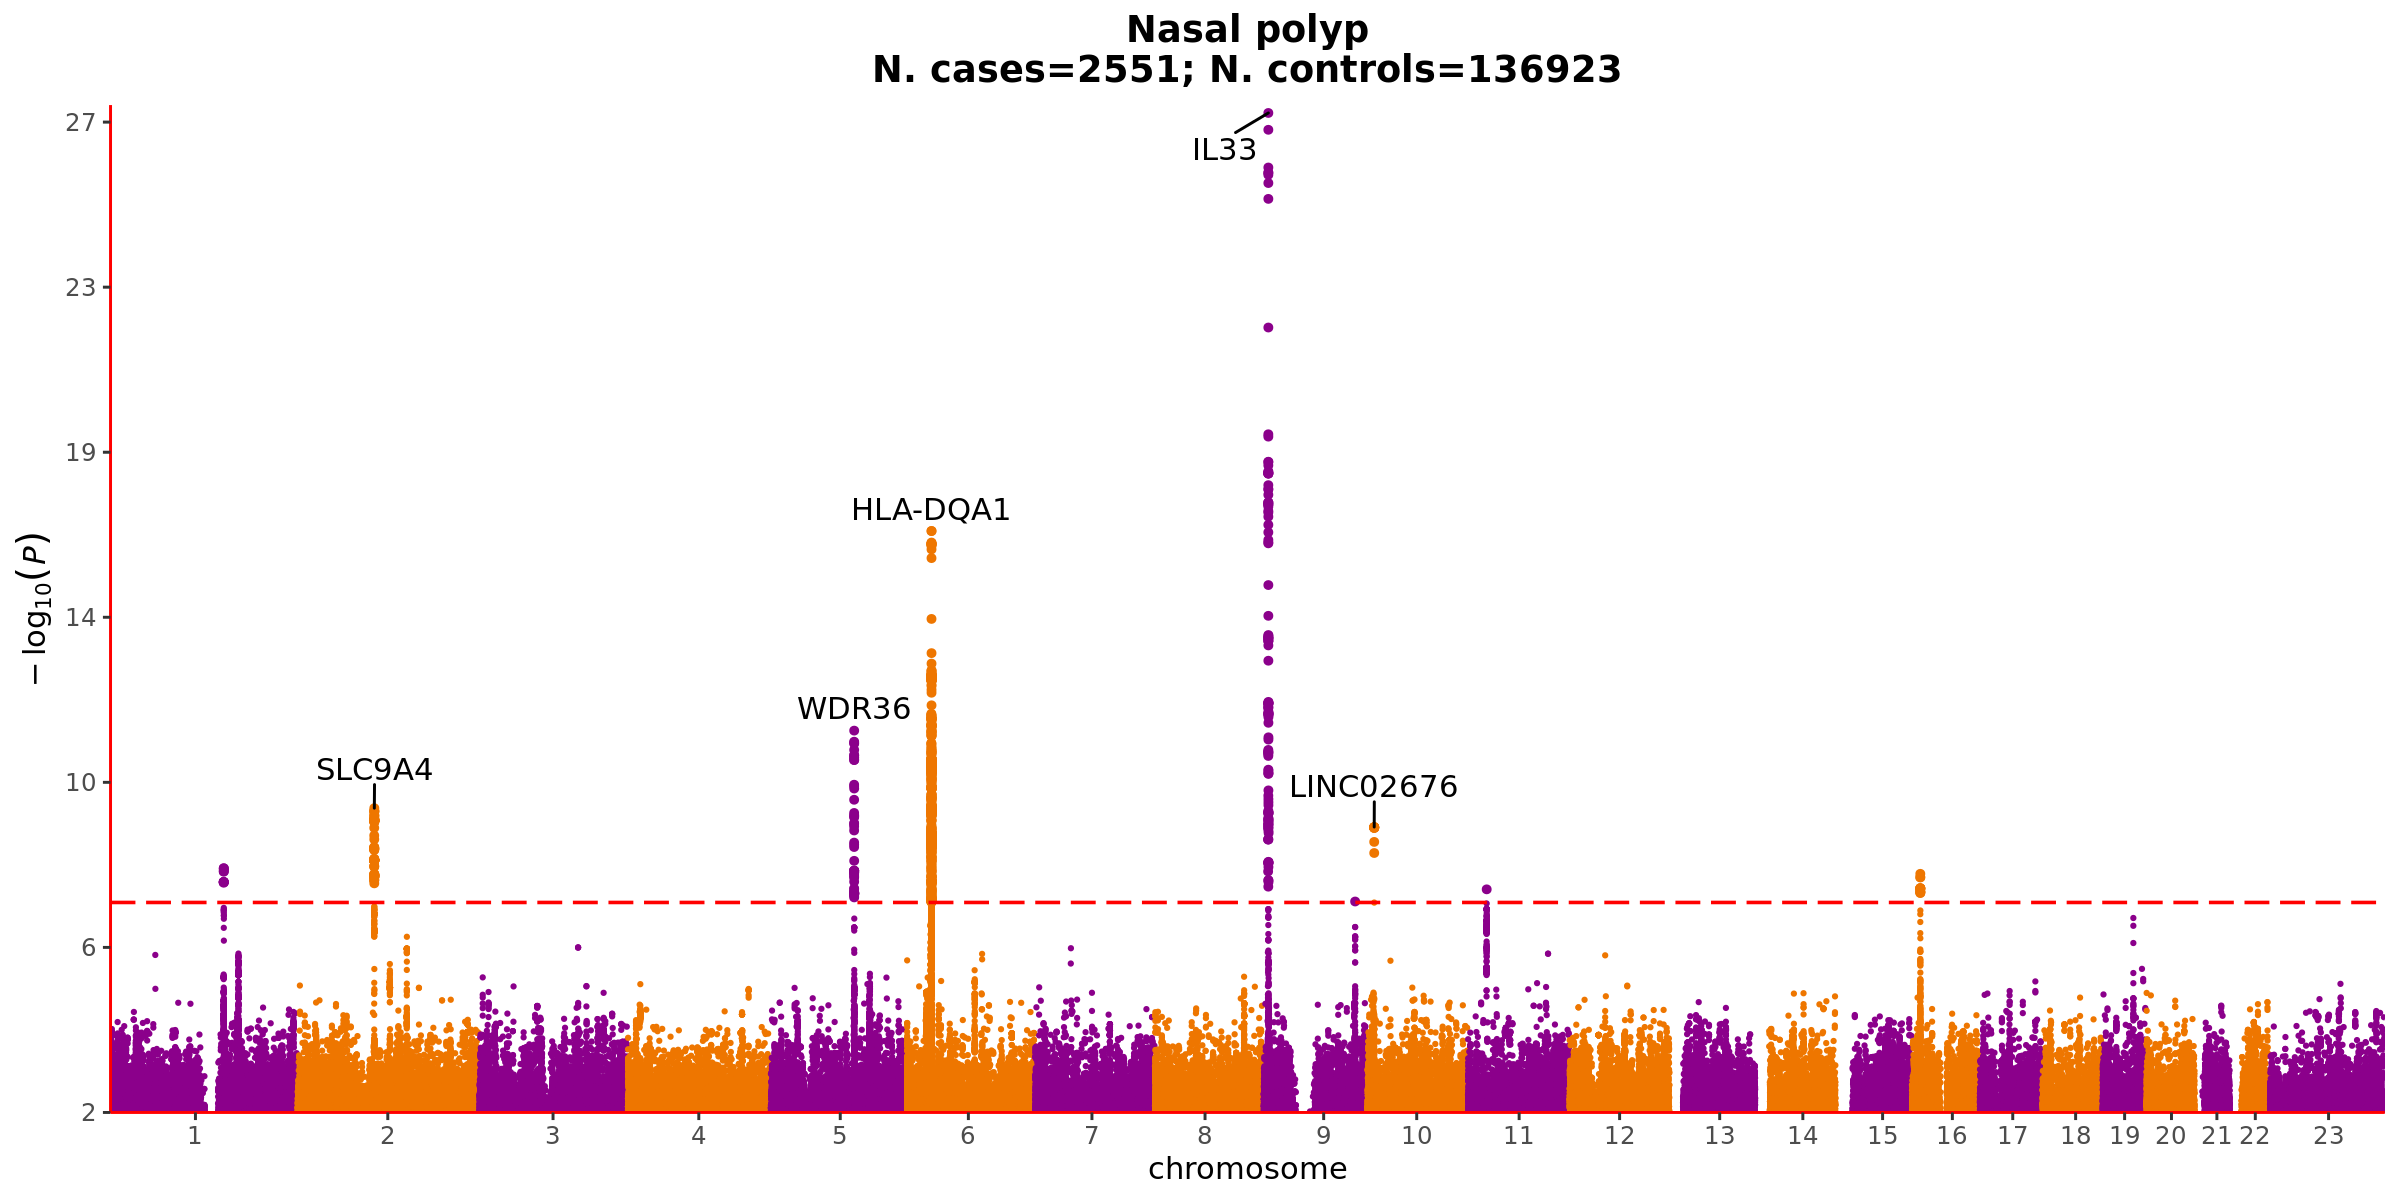 Nasal polyp
N. cases=2551; N. controls=136923
27
23
19
14
10
6
2
−log10(P)
IL33
HLA-DQA1
WDR36
SLC9A4
LINC02676
1 2 3 4 5 6 7 8 9 10 11 12 13 14 15 16 17 18 19 20 21 22 23
chromosome